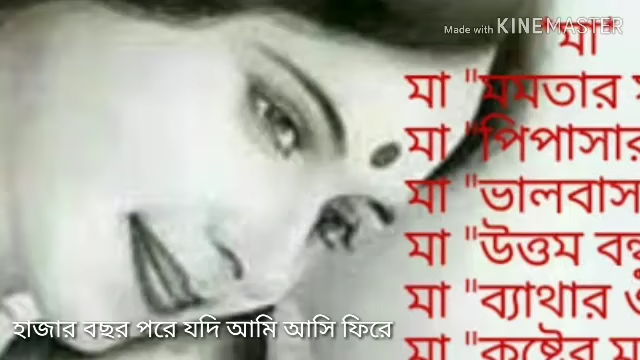 Made with KINEMASTER
"মা"
মা "মমতার
মা "পিপাসার
মা "ভালবাস
মা "উত্তম বন্ধু
মা "ব্যাথার
মা "কষ্টের
হাজার বছর পরে যদি আমি আসি ফিরে